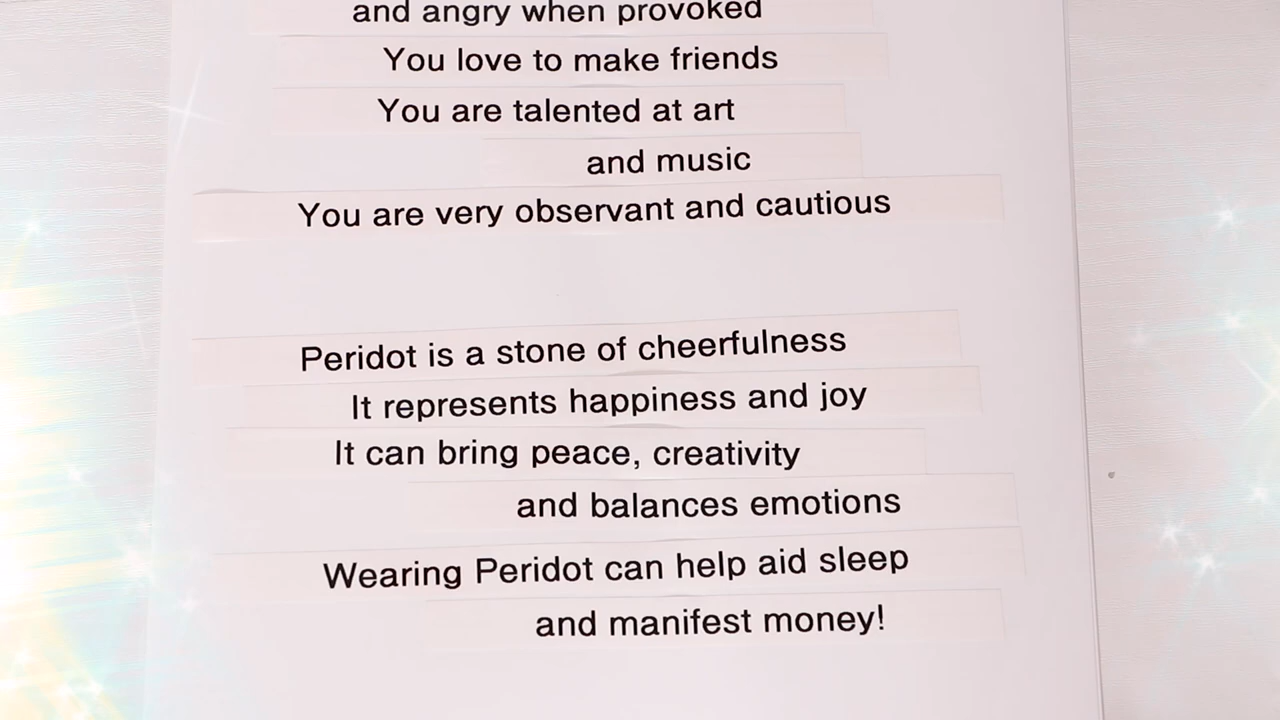 and angry when provoked
You love to make friends
You are talented at art
and music
You are very observant and cautious
Peridot is a stone of cheerfulness
It represents happiness and joy
It can bring peace, creativity
and balances emotions
Wearing Peridot can help aid sleep
and manifest money!